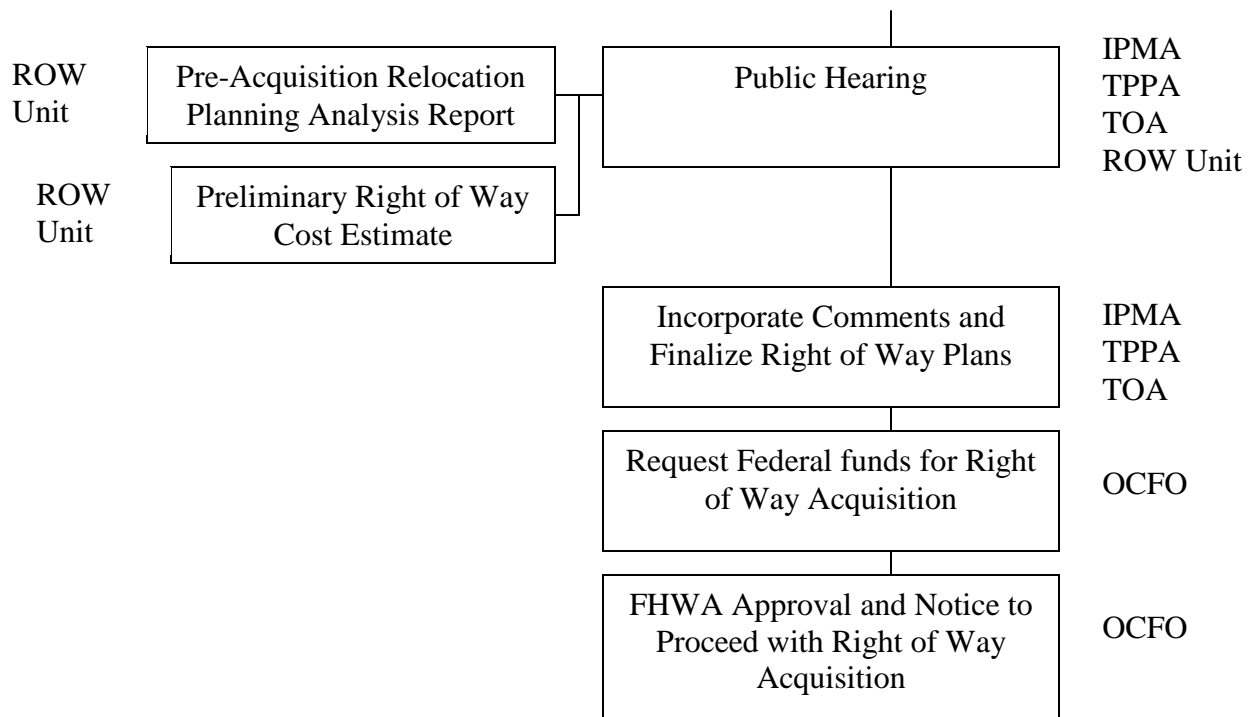 ROW
Unit
Pre-Acquisition Relocation
Planning Analysis Report
Public Hearing
IPMA
TPPA
TOA
ROW Unit
ROW
Unit
Preliminary Right of Way
Cost Estimate
Incorporate Comments and
Finalize Right of Way Plans
IPMA
TPPA
TOA
Request Federal funds for Right
of Way Acquisition
OCFO
FHWA Approval and Notice to
Proceed with Right of Way
Acquisition
OCFO